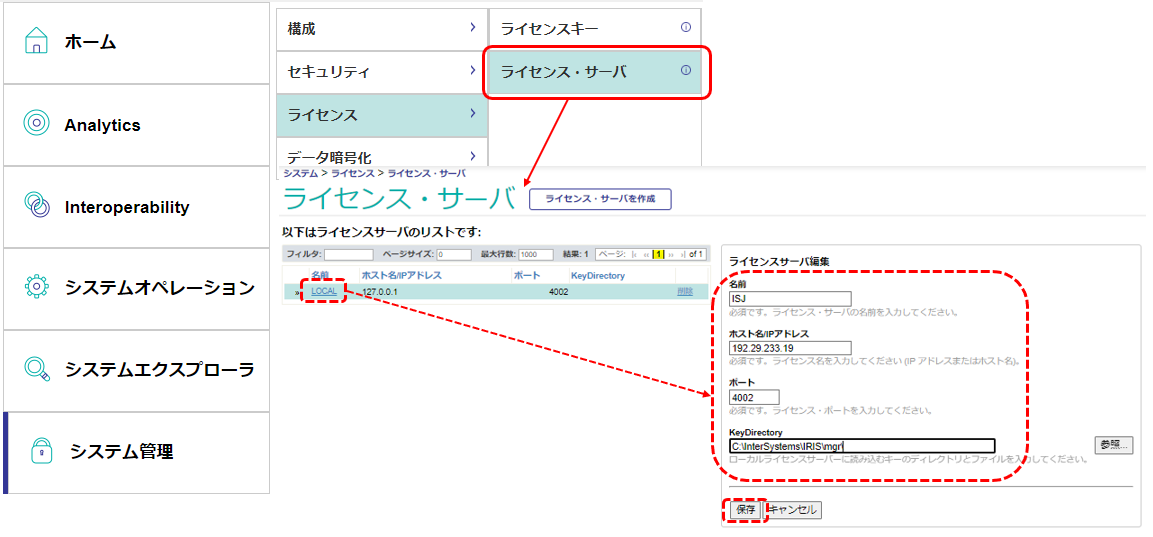 ホーム
Analytics
Interoperability
システムオペレーション
システムエクスプローラ
システム管理
構成
セキュリティ
ライセンス
データ暗号化
ライセンスキー
ライセンス・サーバ
システム > ライセンス > ライセンス・サーバ
ライセンス・サーバ
ライセンス・サーバを作成
以下はライセンスサーバのリストです:
フィルタ: ページサイズ: 0 最大行数: 1000 結果: 1 ページ: |« «« 1 »» »| of 1
名前 ホスト名/IPアドレス ポート KeyDirectory
» LOCAL 127.0.0.1 4002 削除
ライセンスサーバ編集
名前
ISJ
必須です。ライセンス・サーバの名前を入力してください。
ホスト名/IPアドレス
192.29.233.19
必須です。ライセンス名を入力してください (IP アドレスまたはホスト名)。
ポート
4002
必須です。ライセンス・ポートを入力してください。
KeyDirectory
C:\InterSystems\IRIS\mgr\
参照...
ローカルライセンスサーバーに読み込むキーのディレクトリとファイルを入力してください。
保存 キャンセル